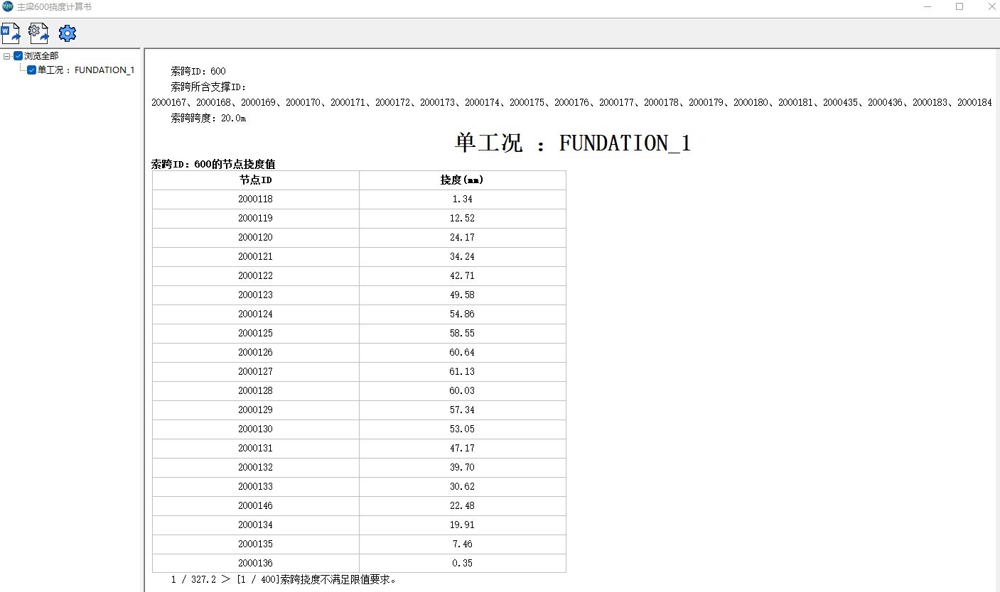 主梁600挠度计算书
浏览全部
单工况 ： FUNDATION_1
索跨ID：600
索跨所含支撑ID：
2000167、2000168、2000169、2000170、2000171、2000172、2000173、2000174、2000175、2000176、2000177、2000178、2000179、2000180、2000181、2000435、2000436、2000183、2000184
索跨跨度：20.0m
单工况 ： FUNDATION_1
索跨ID：600的节点挠度值
节点ID 挠度(mm)
2000118 1.34
2000119 12.52
2000120 24.17
2000121 34.24
2000122 42.71
2000123 49.58
2000124 54.86
2000125 58.55
2000126 60.64
2000127 61.13
2000128 60.03
2000129 57.34
2000130 53.05
2000131 47.17
2000132 39.70
2000133 30.62
2000146 22.48
2000134 19.91
2000135 7.46
2000136 0.35
1 / 327.2 ＞ [1 / 400]索跨挠度不满足限值要求。